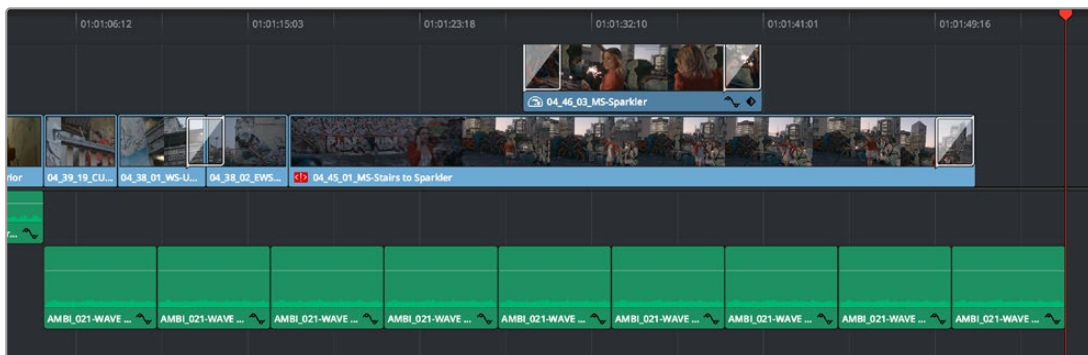 01:01:06:12 01:01:15:03 01:01:23:18 01:01:32:10 01:01:41:01 01:01:49:16
04_46_03_MS-Sparkler
rior 04_39_19_CU... 04_38_01_WS-U... 04_38_02_EWS... 04_45_01_MS-Stairs to Sparkler
r...
AMBI_021-WAVE ... AMBI_021-WAVE ... AMBI_021-WAVE ... AMBI_021-WAVE ... AMBI_021-WAVE ... AMBI_021-WAVE ... AMBI_021-WAVE ... AMBI_021-WAVE ... AMBI_021-WAVE ...